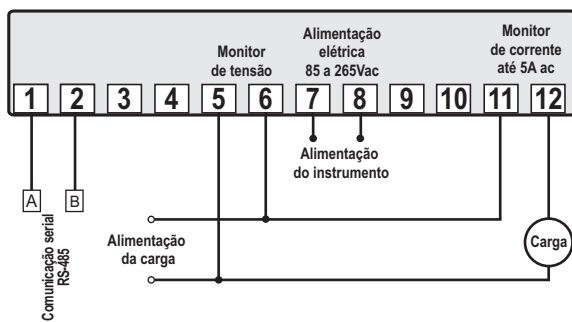 Monitor
de tensão
Alimentação
elétrica
85 a 265Vac
Monitor
de corrente
até 5A ac
1 2 3 4 5 6 7 8 9 10 11 12
Alimentação
do instrumento
A B
Comunicação serial
RS-485
Alimentação
da carga
Carga